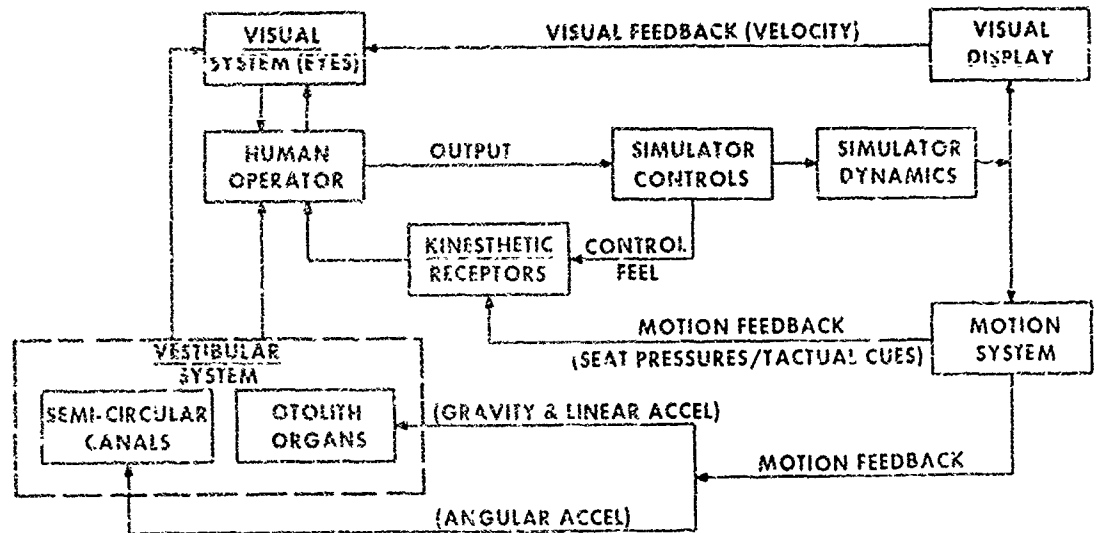 VISUAL
SYSTEM (EYES)
VISUAL FEEDBACK (VELOCITY)
VISUAL
DISPLAY
HUMAN
OPERATOR
OUTPUT
SIMULATOR
CONTROLS
SIMULATOR
DYNAMICS
KINESTHETIC
RECEPTORS
CONTROL
FEEL
MOTION FEEDBACK
(SEAT PRESSURES/TACTUAL CUES)
MOTION
SYSTEM
VESTIBULAR
SYSTEM
SEMI-CIRCULAR
CANALS
OTOLITH
ORGANS
(GRAVITY & LINEAR ACCEL)
MOTION FEEDBACK
(ANGULAR ACCEL)